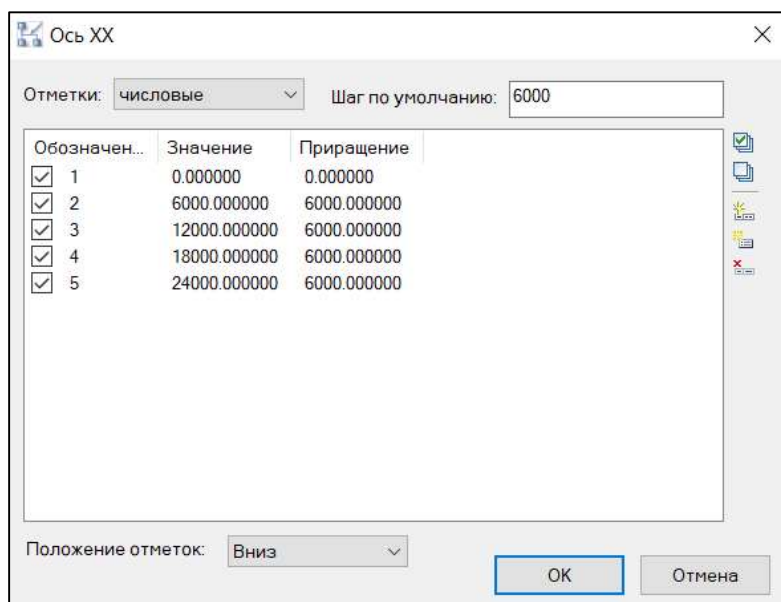 Ось XX
Отметки: числовые Шаг по умолчанию: 6000
Обозначен... Значение Приращение
1 0.000000 0.000000
2 6000.000000 6000.000000
3 12000.000000 6000.000000
4 18000.000000 6000.000000
5 24000.000000 6000.000000
Положение отметок: Вниз
OK Отмена